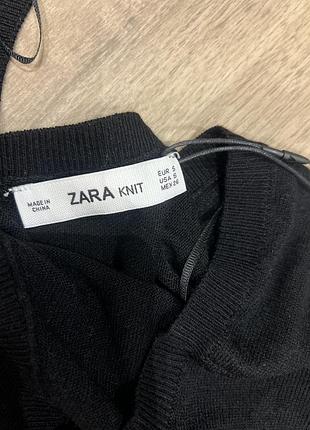 MADE IN
CHINA
ZARA KNIT
EUR S
USA S
MEX 26